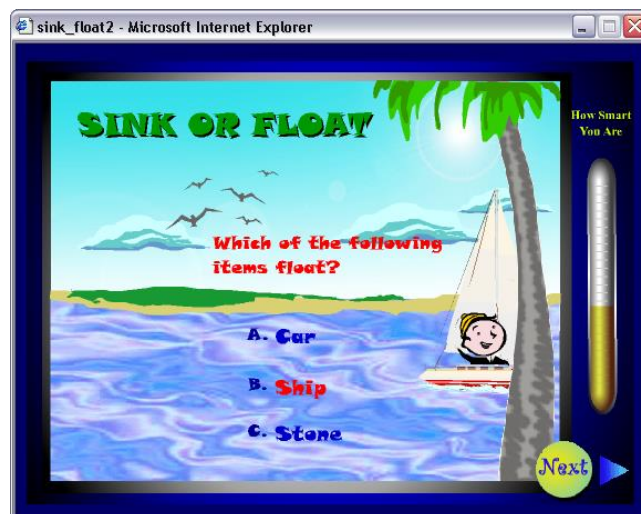 sink_float2 - Microsoft Internet Explorer
SINK OR FLOAT
How Smart
You Are
Which of the following
items float?
A. Car
B. Ship
C. Stone
Next